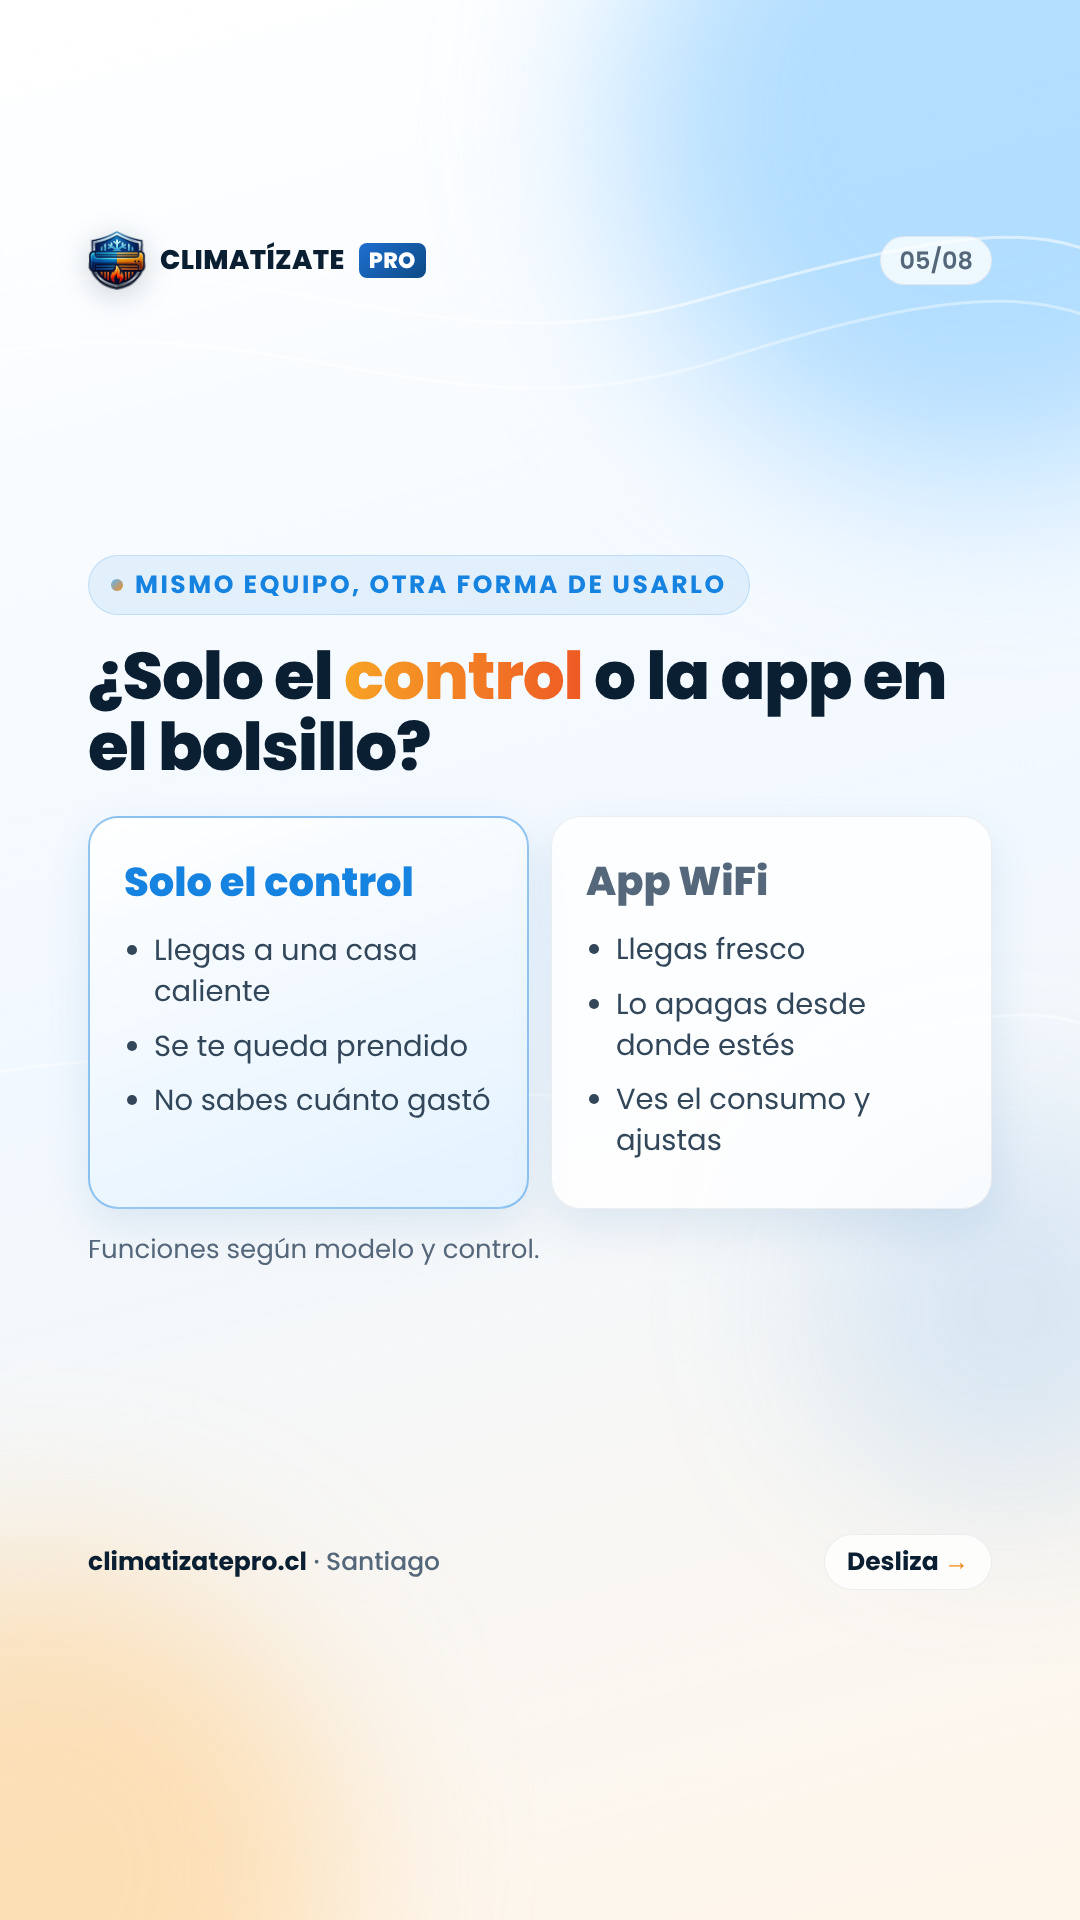 CLIMATÍZATE PRO
05/08
MISMO EQUIPO, OTRA FORMA DE USARLO
¿Solo el control o la app en
el bolsillo?
Solo el control
• Llegas a una casa
caliente
• Se te queda prendido
• No sabes cuánto gastó
App WiFi
• Llegas fresco
• Lo apagas desde
donde estés
• Ves el consumo y
ajustas
Funciones según modelo y control.
climatizatepro.cl · Santiago
Desliza →